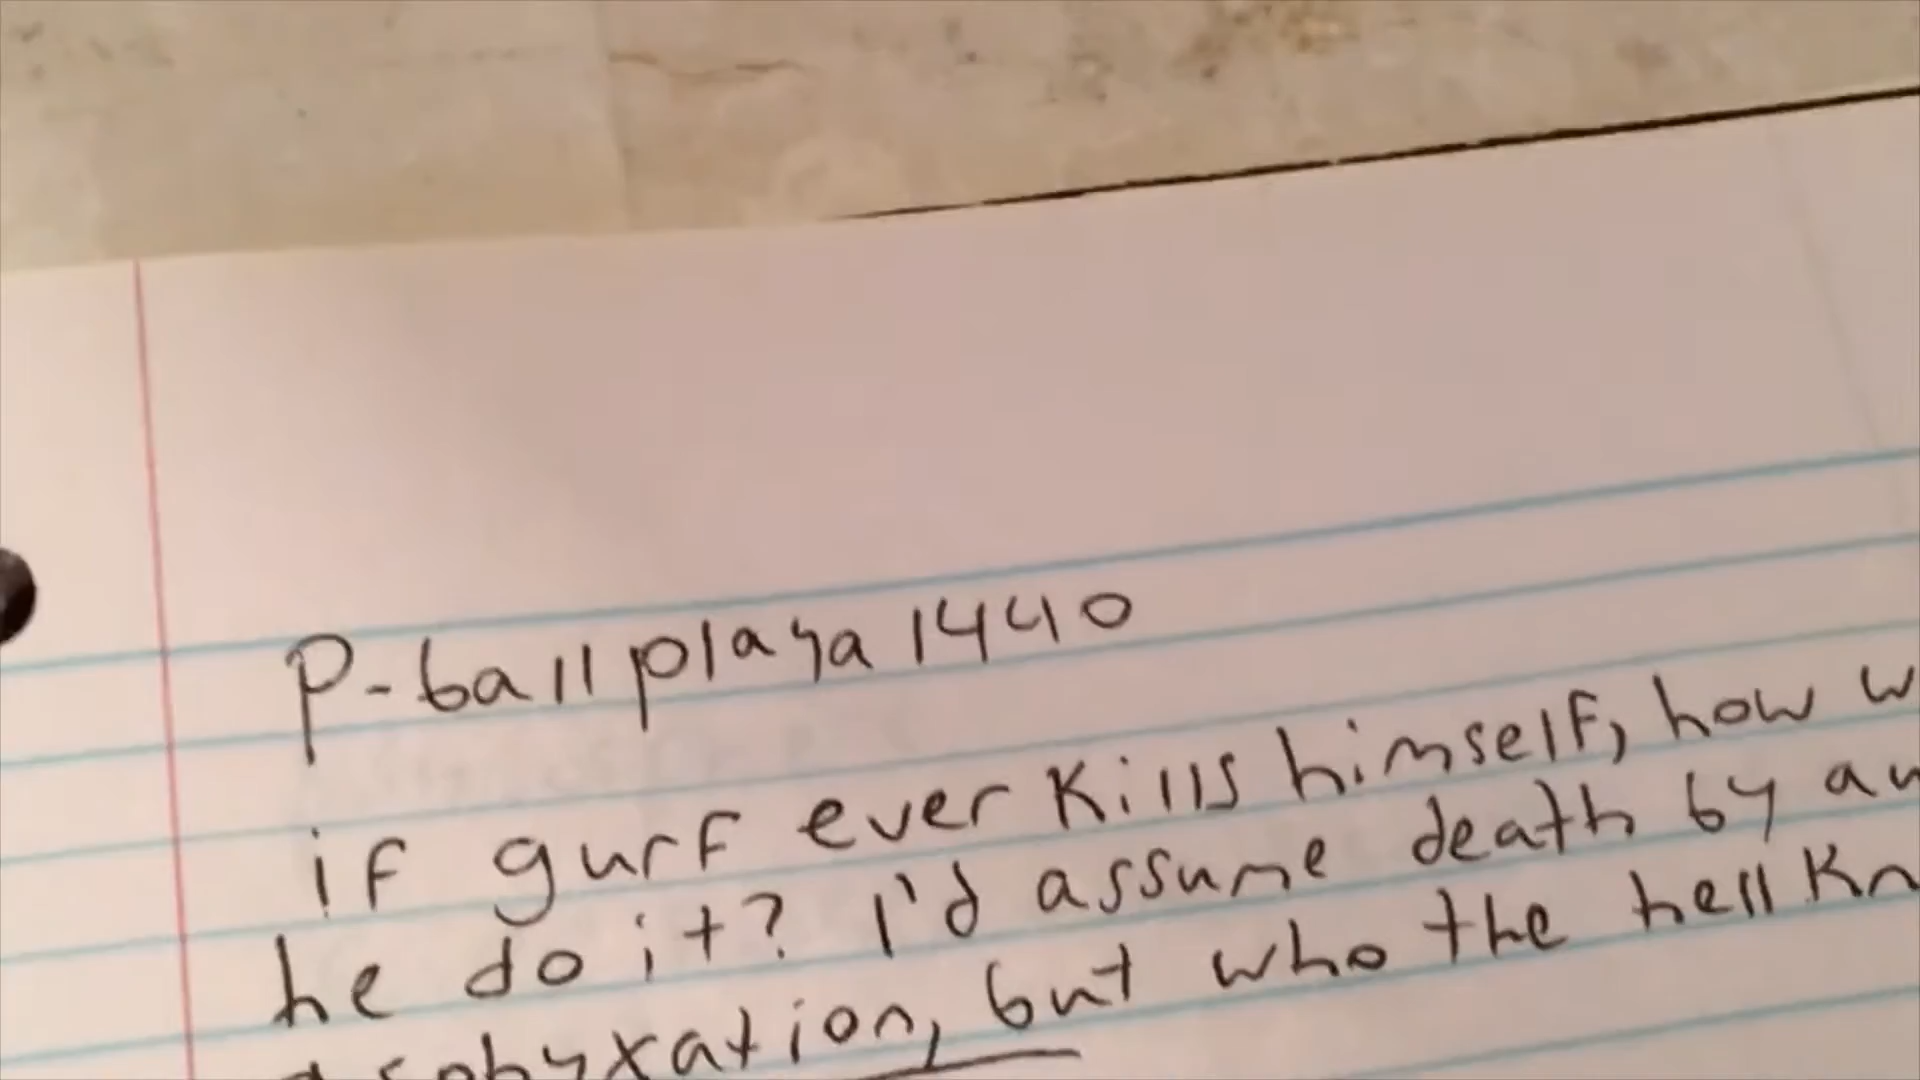 P-ballplaya1440
if gurf ever kills himself, how
he do it? I'd assume death by
but who the hell